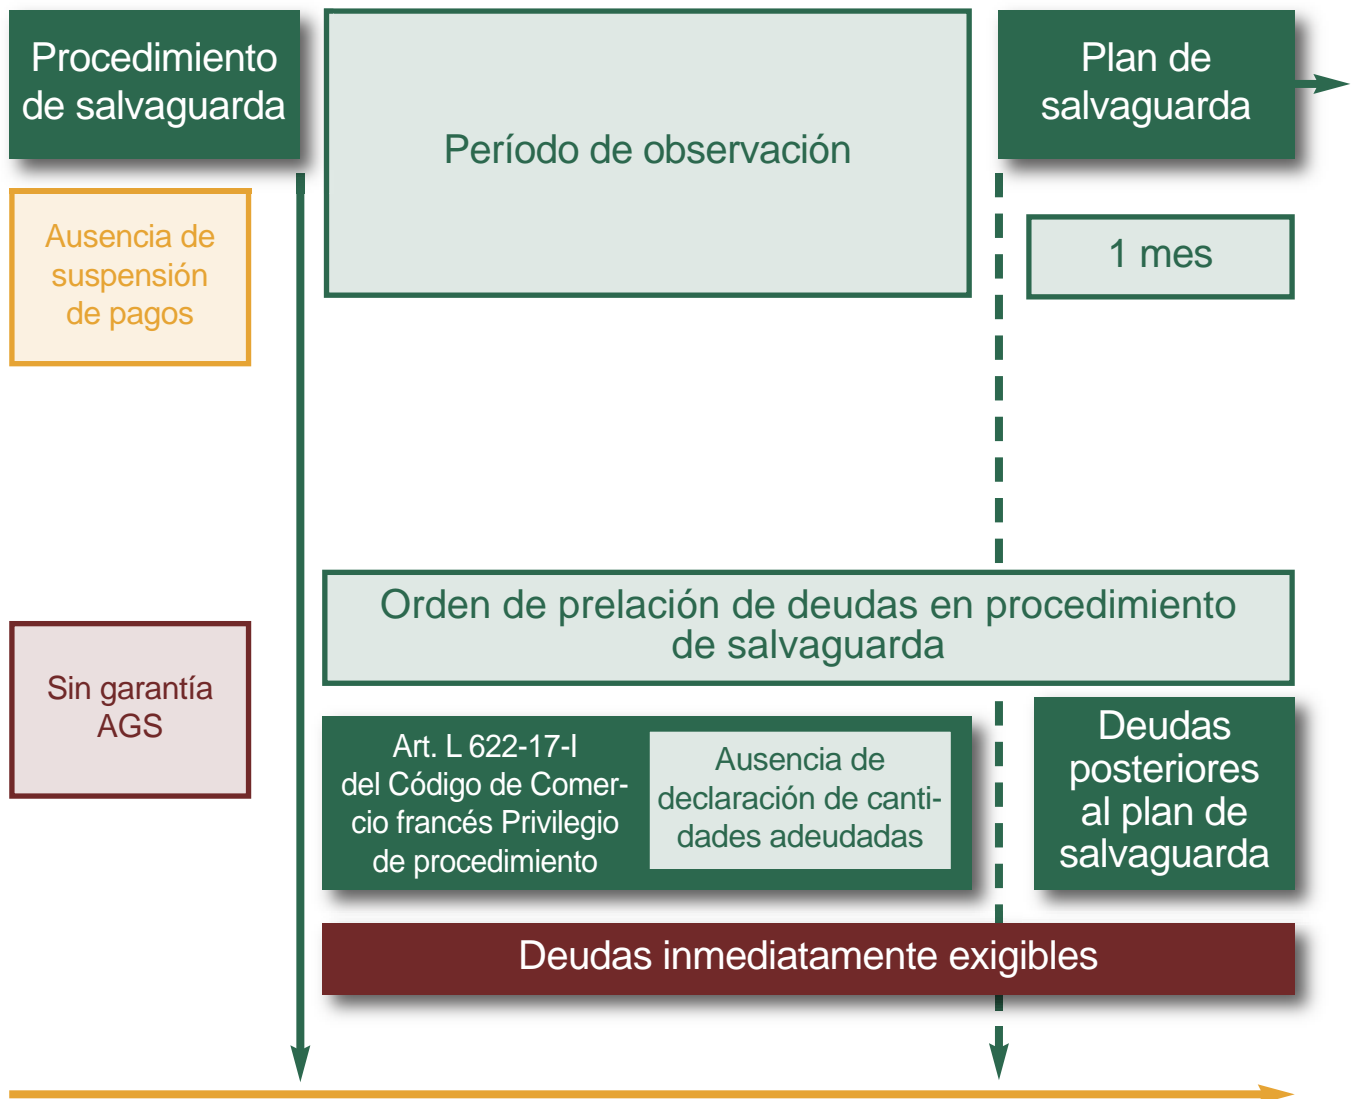 Procedimiento
de salvaguarda
Período de observación
Plan de
salvaguarda
Ausencia de
suspensión
de pagos
1 mes
Orden de prelación de deudas en procedimiento
de salvaguarda
Sin garantía
AGS
Art. L 622-17-I
del Código de Comer-
cio francés Privilegio
de procedimiento
Ausencia de
declaración de canti-
dades adeudadas
Deudas
posteriores
al plan de
salvaguarda
Deudas inmediatamente exigibles